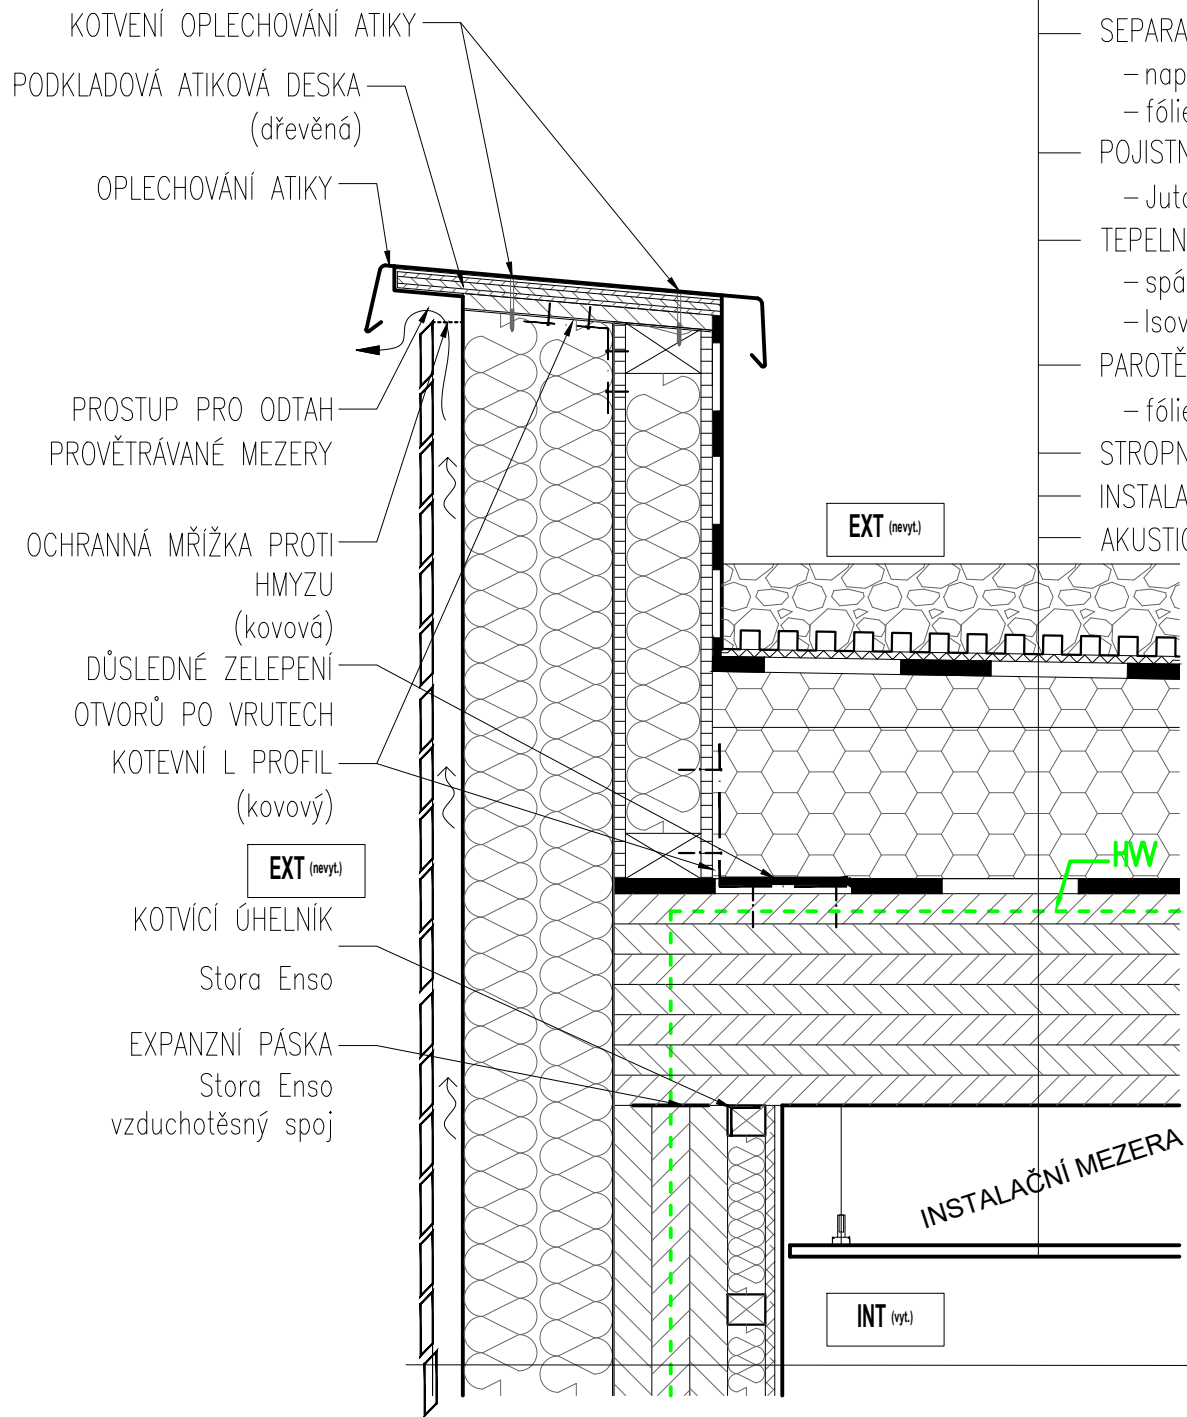 KOTVENÍ OPLECHOVÁNÍ ATIKY
PODKLADOVÁ ATIKOVÁ DESKA
(dřevěná)
OPLECHOVÁNÍ ATIKY
PROSTUP PRO ODTAH
PROVĚTRÁVANÉ MEZERY
OCHRANNÁ MŘÍŽKA PROTI
HMYZU
(kovová)
DŮSLEDNÉ ZELEPENÍ
OTVORŮ PO VRUTECH
KOTEVNÍ L PROFIL
(kovový)
EXT (nevyt.)
KOTVÍCÍ ÚHELNÍK
Stora Enso
EXPANZNÍ PÁSKA
Stora Enso
vzduchotěsný spoj
SEPARA
- nap
- fólie
POJISTN
- Juta
TEPELN
- spá
- Isov
PAROTĚ
- fólie
STROPN
INSTALA
AKUSTIC
EXT (nevyt.)
HW
INSTALAČNÍ MEZERA
INT (vyt.)